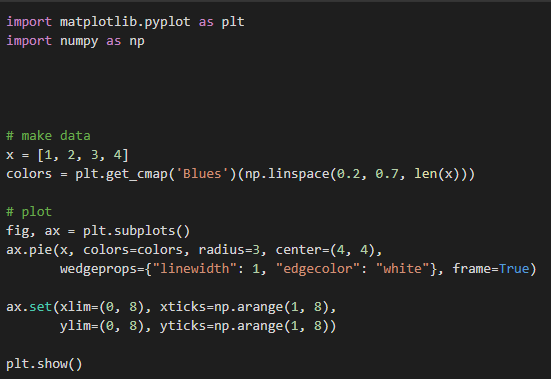 import matplotlib.pyplot as plt
import numpy as np
# make data
x = [1, 2, 3, 4]
colors = plt.get_cmap('Blues')(np.linspace(0.2, 0.7, len(x)))
# plot
fig, ax = plt.subplots()
ax.pie(x, colors=colors, radius=3, center=(4, 4),
       wedgeprops={"linewidth": 1, "edgecolor": "white"}, frame=True)
ax.set(xlim=(0, 8), xticks=np.arange(1, 8),
       ylim=(0, 8), yticks=np.arange(1, 8))
plt.show()